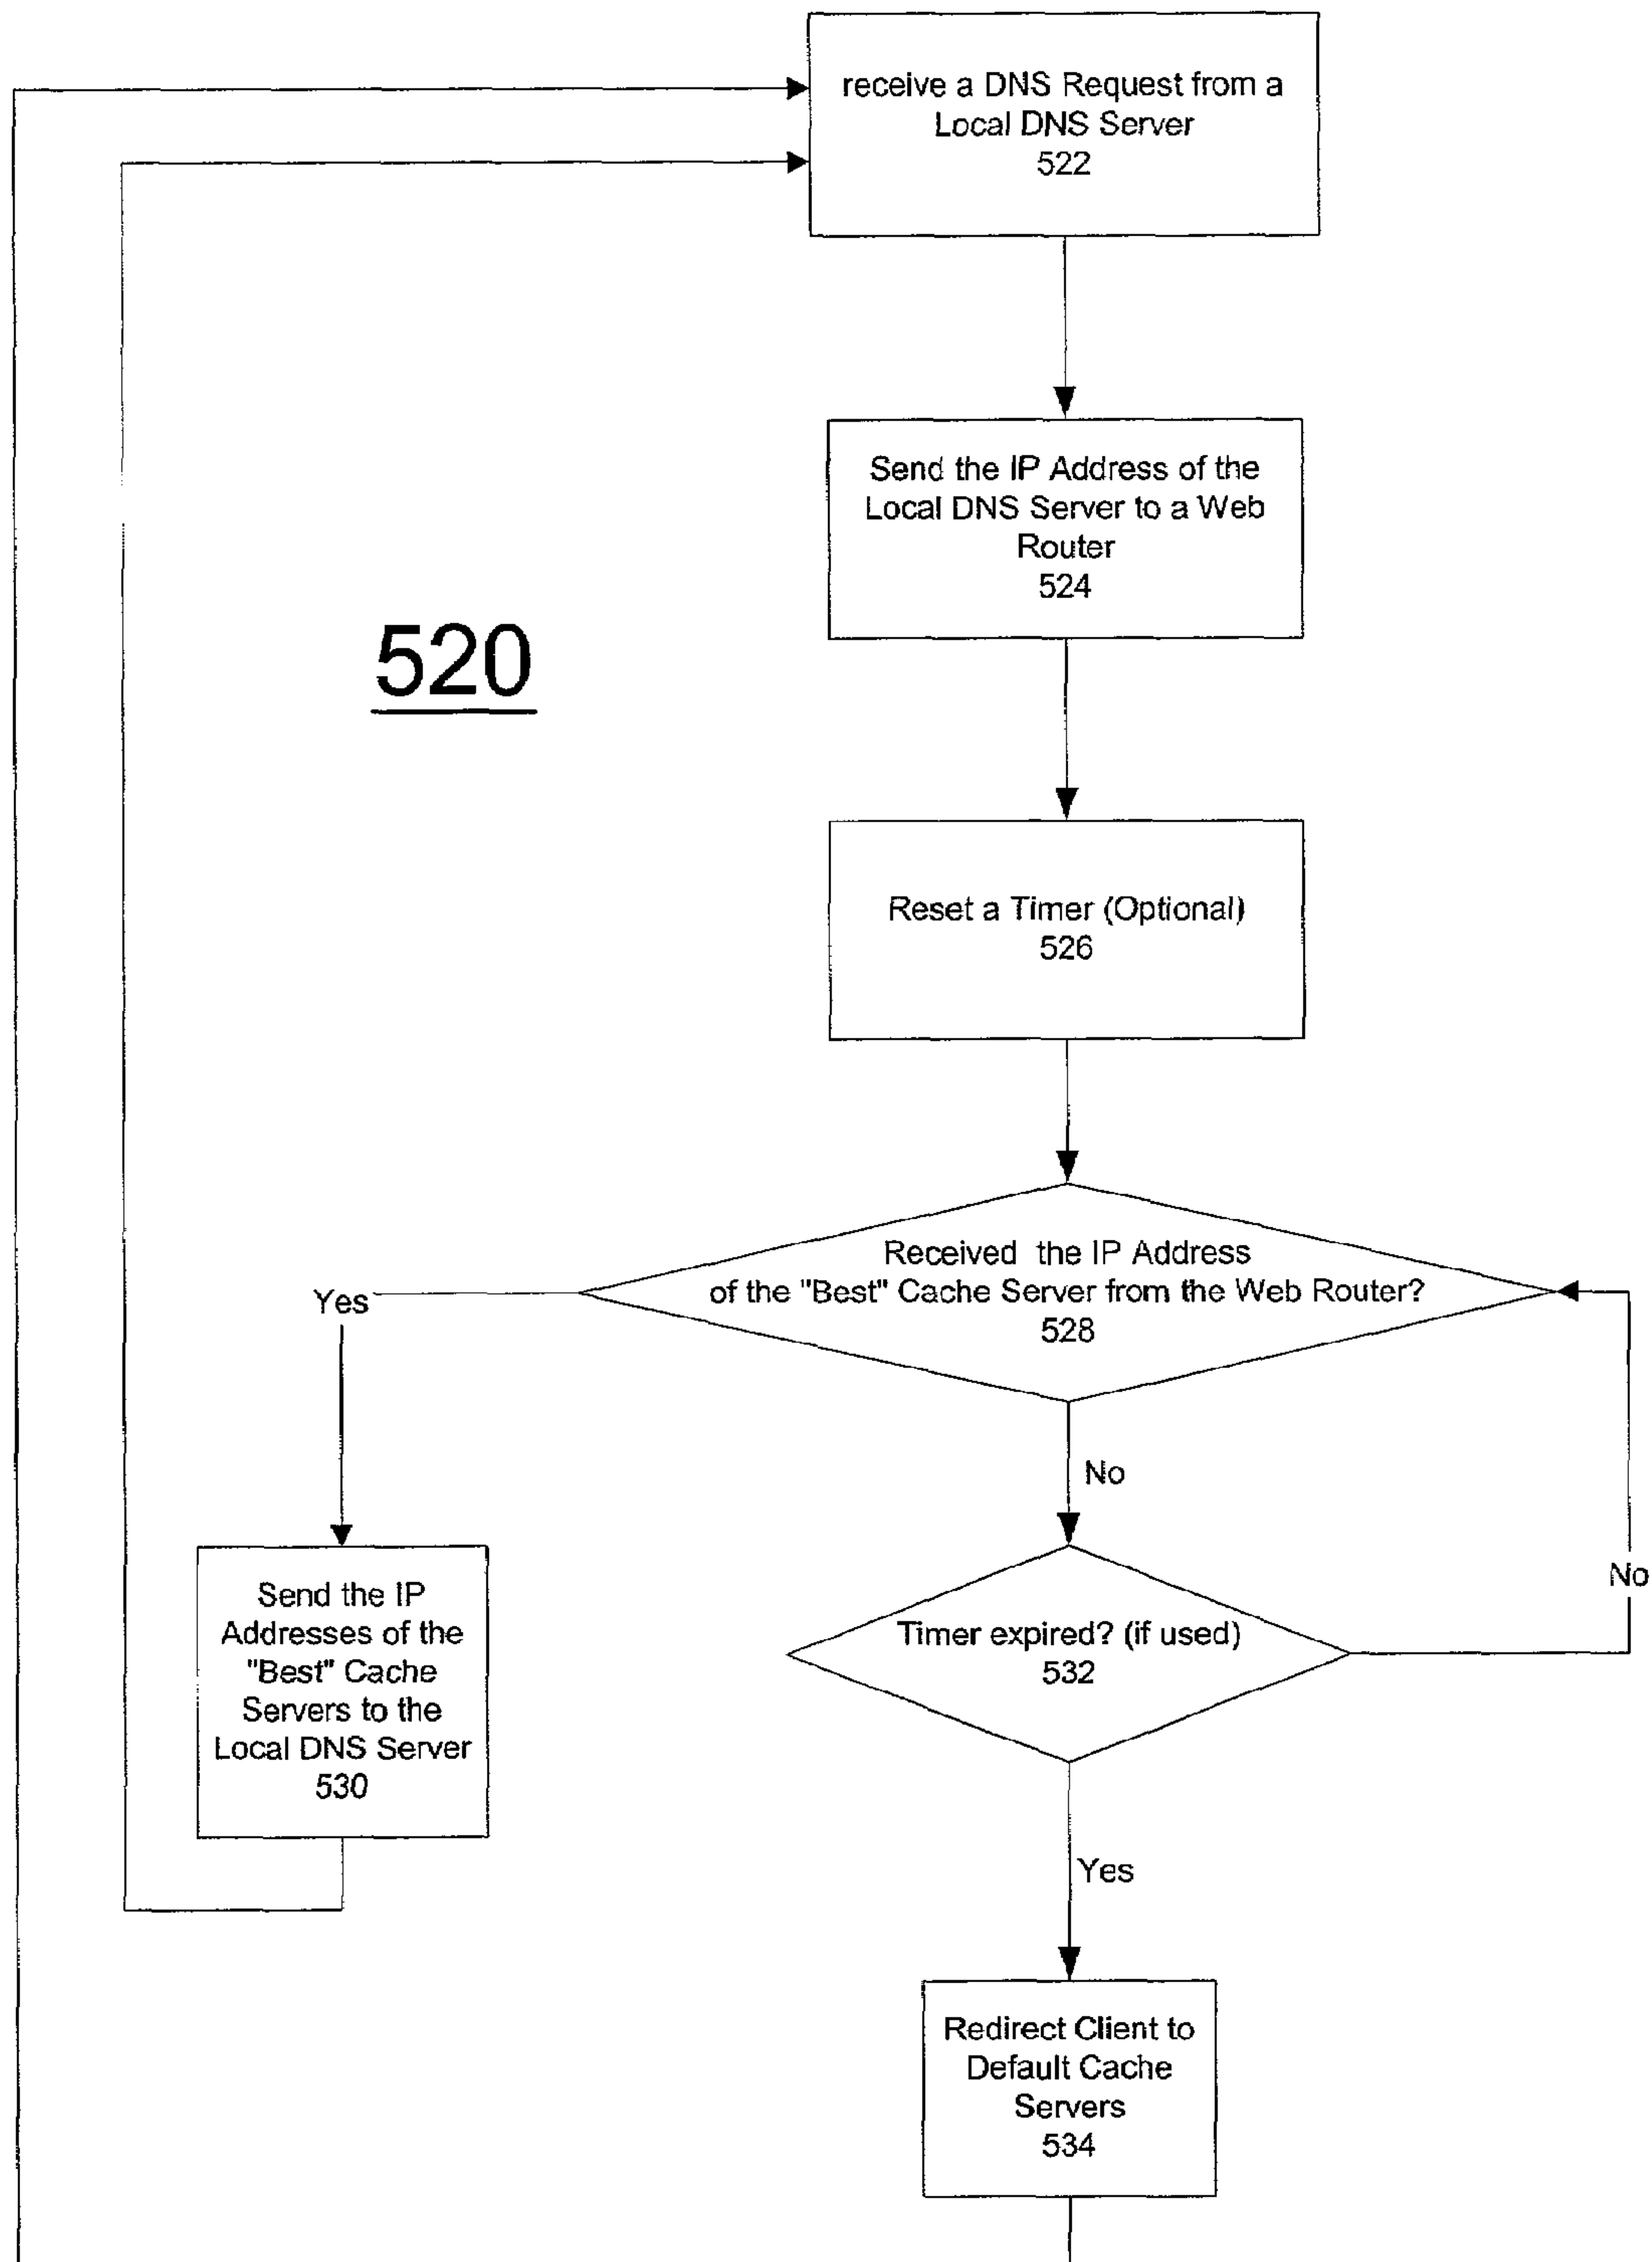 receive a DNS Request from a
Local DNS Server
522
Send the IP Address of the
Local DNS Server to a Web
Router
524
520
Reset a Timer (Optional)
526
Received the IP Address
of the "Best" Cache Server from the Web Router?
528
Yes
No
Send the IP
Addresses of the
"Best" Cache
Servers to the
Local DNS Server
530
Timer expired? (if used)
532
No
Yes
Redirect Client to
Default Cache
Servers
534